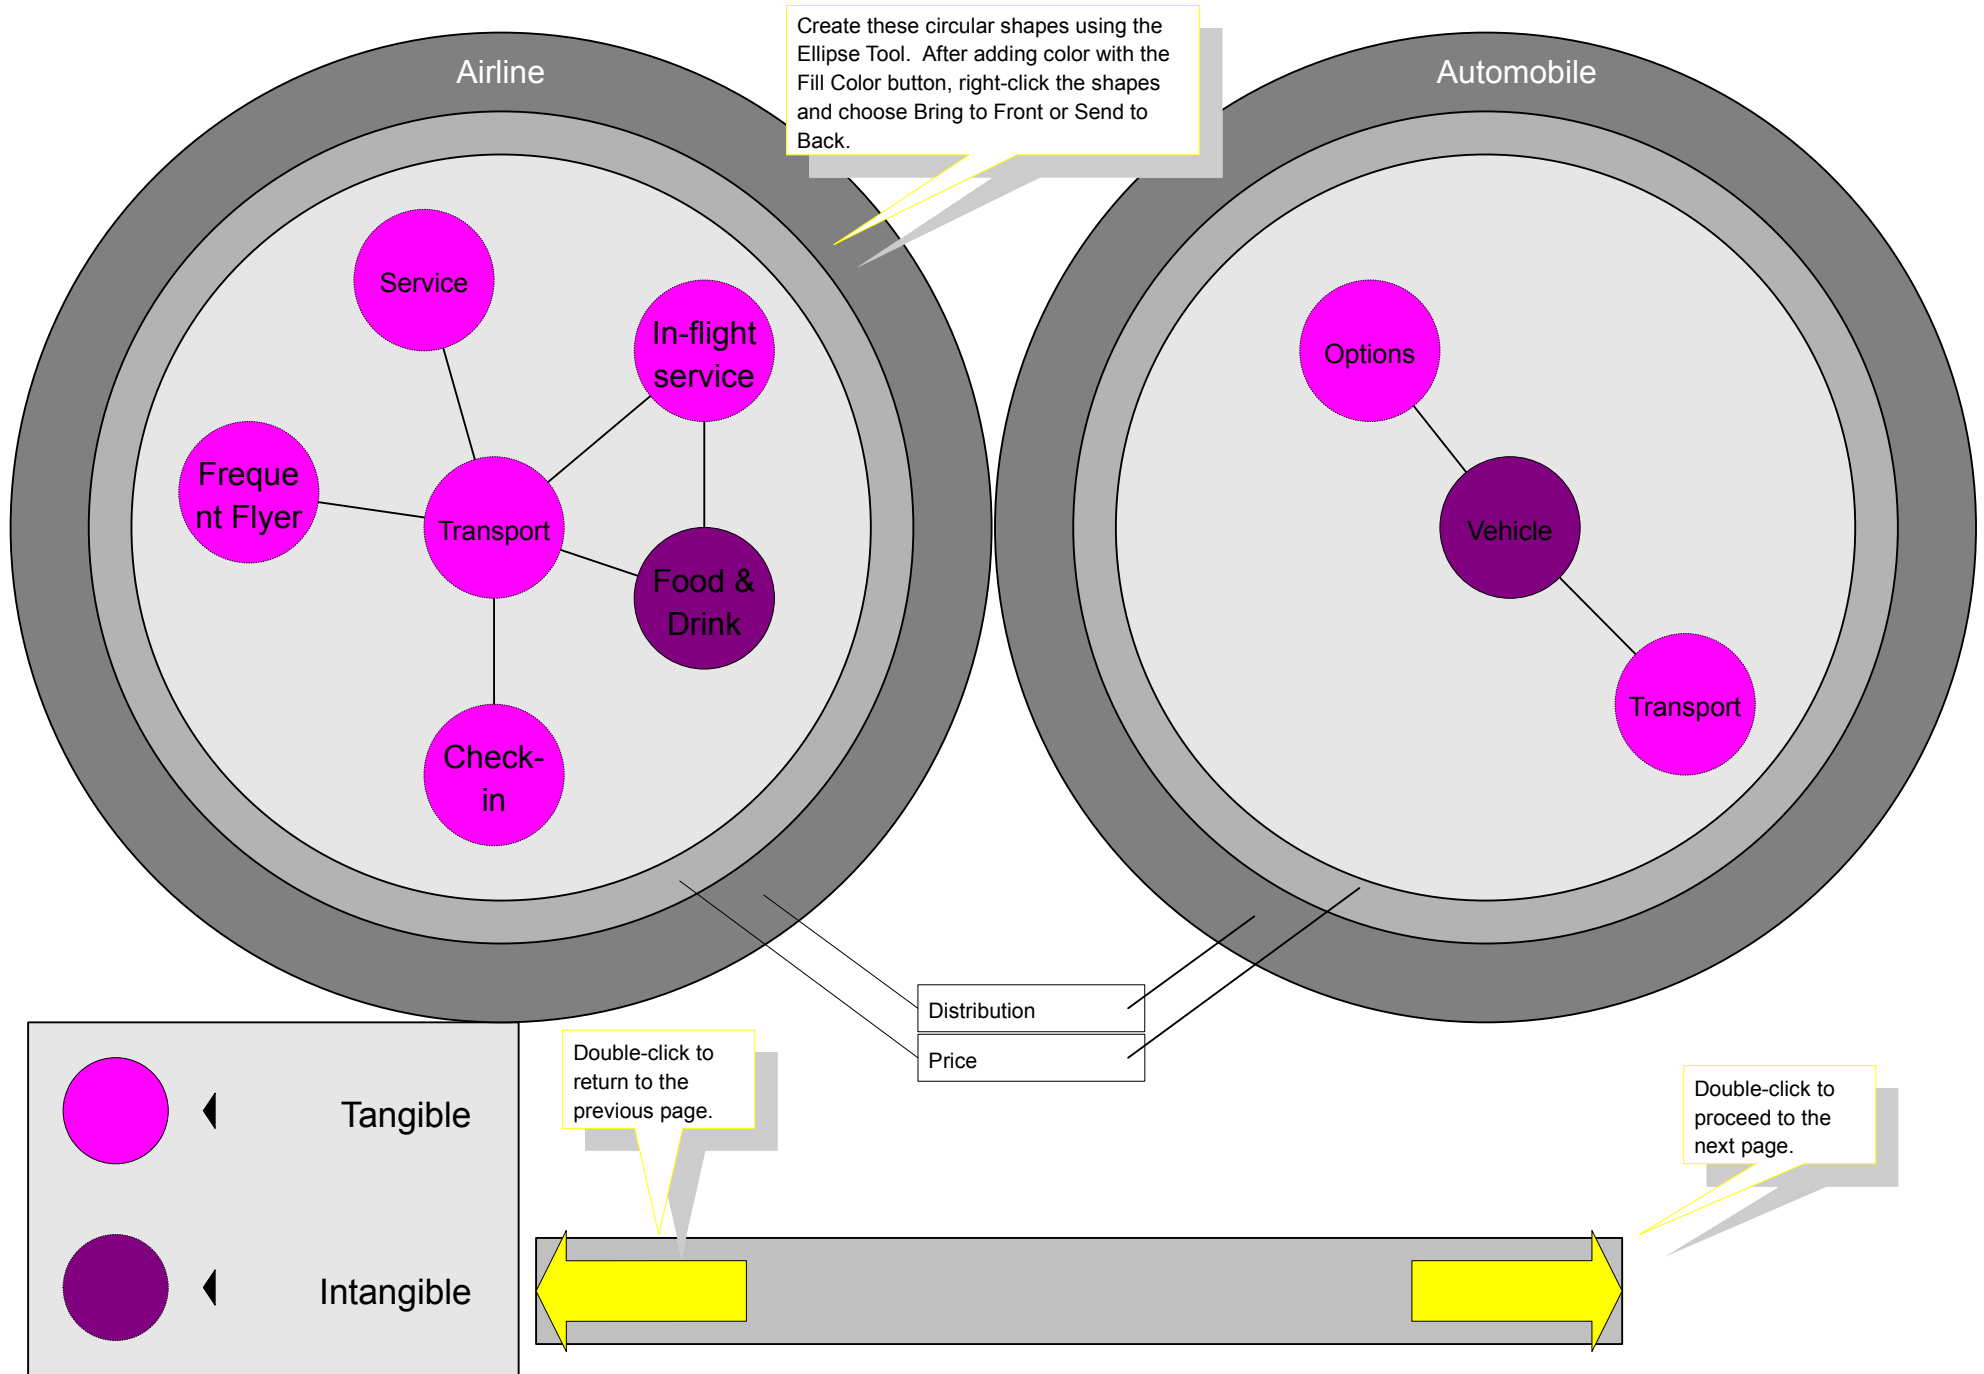 Create these circular shapes using the
Ellipse Tool.  After adding color with the
Fill Color button, right-click the shapes
and choose Bring to Front or Send to
Back.
Airline
Automobile
Service
In-flight
service
Freque
nt Flyer
Transport
Food &
Drink
Check-
in
Options
Vehicle
Transport
Distribution
Price
Tangible
Intangible
Double-click to
return to the
previous page.
Double-click to
proceed to the
next page.